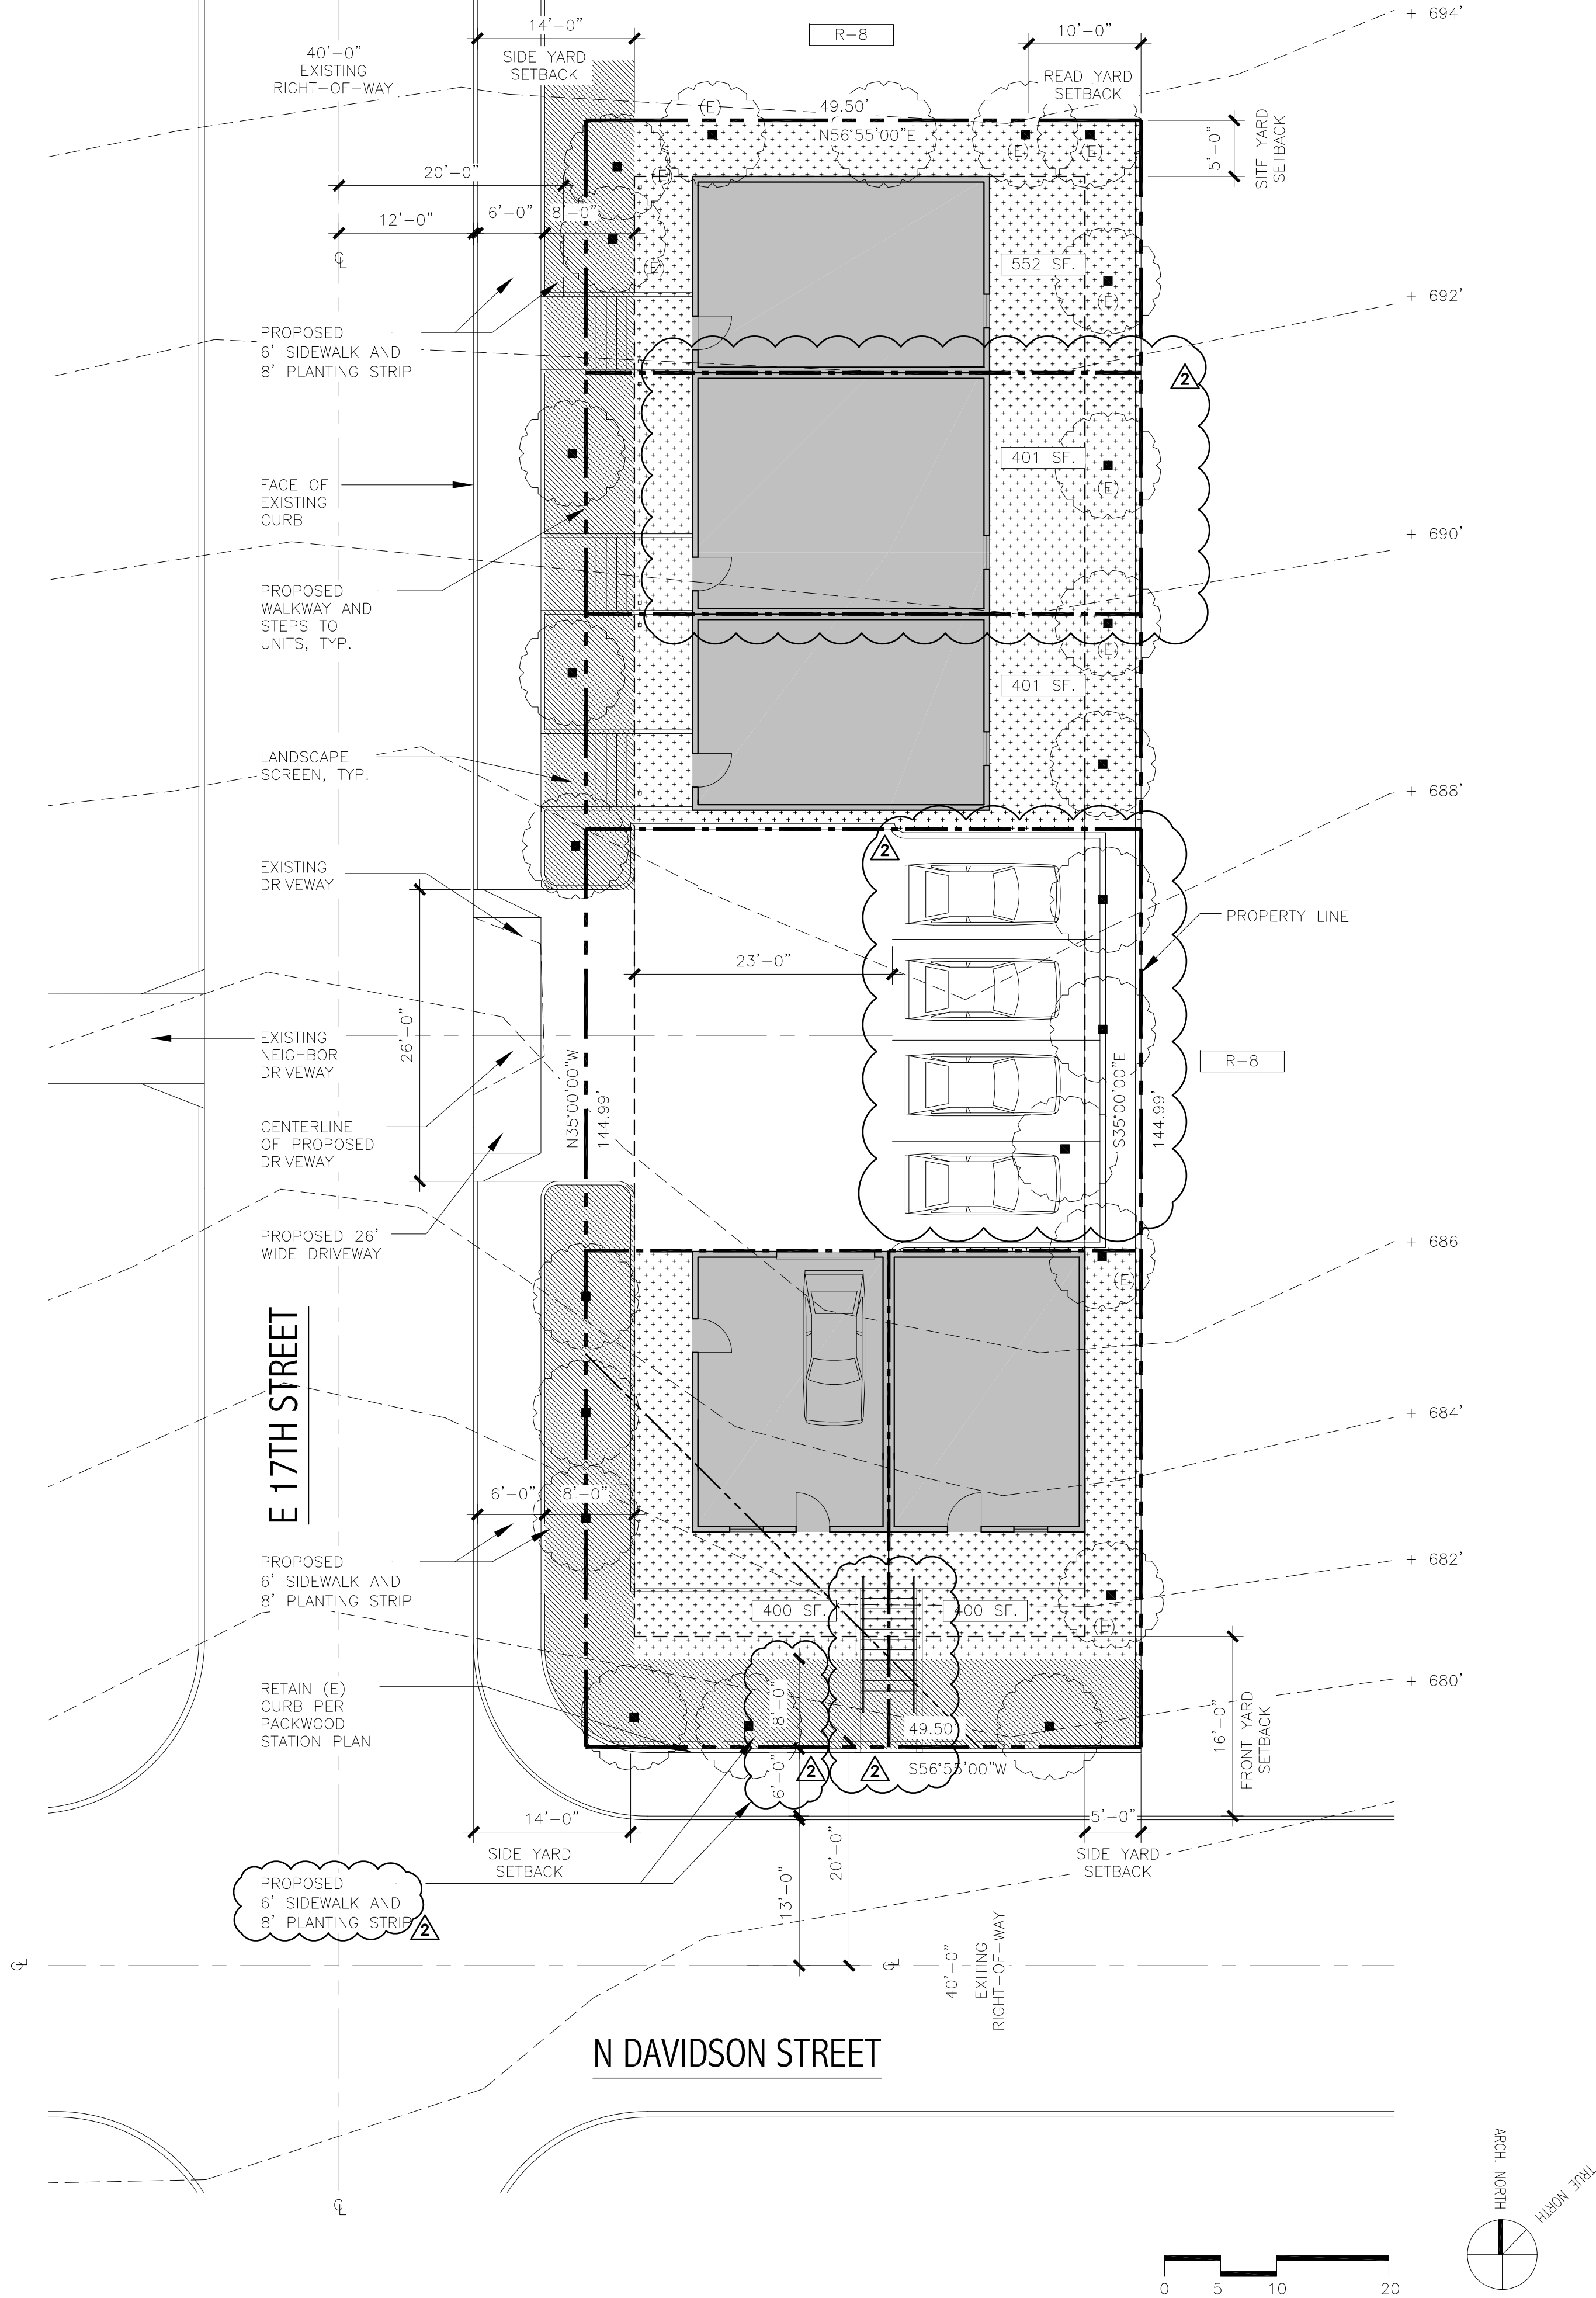 14'-0"
R-8
10'-0"
+ 694'
40'-0"
EXISTING
RIGHT-OF-WAY
SIDE YARD
SETBACK
READ YARD
SETBACK
(E)
49.50'
N56°55'00"E
(E)
(E)
5'-0"
SITE YARD
SETBACK
20'-0"
(E)
12'-0"
6'-0"
8'-0"
℄
(E)
552 SF.
(E)
+ 692'
PROPOSED
6' SIDEWALK AND
8' PLANTING STRIP
2
401 SF.
(E)
FACE OF
EXISTING
CURB
+ 690'
PROPOSED
WALKWAY AND
STEPS TO
UNITS, TYP.
(E)
401 SF.
LANDSCAPE
SCREEN, TYP.
+ 688'
2
EXISTING
DRIVEWAY
PROPERTY LINE
23'-0"
26'-0"
EXISTING
NEIGHBOR
DRIVEWAY
N35°00'00"W
144.99'
S35°00'00"E
144.99'
R-8
CENTERLINE
OF PROPOSED
DRIVEWAY
PROPOSED 26'
WIDE DRIVEWAY
+ 686
(E)
E 17TH STREET
+ 684'
6'-0"
8'-0"
PROPOSED
6' SIDEWALK AND
8' PLANTING STRIP
+ 682'
400 SF.
400 SF.
(E)
RETAIN (E)
CURB PER
PACKWOOD
STATION PLAN
+ 680'
8'-0"
49.50
16'-0"
FRONT YARD
SETBACK
6'-0"
2
2
S56°55'00"W
14'-0"
5'-0"
SIDE YARD
SETBACK
SIDE YARD
SETBACK
20'-0"
13'-0"
PROPOSED
6' SIDEWALK AND
8' PLANTING STRIP
2
℄
℄
40'-0"
EXITING
RIGHT-OF-WAY
N DAVIDSON STREET
℄
ARCH. NORTH
TRUE NORTH
0 5 10 20